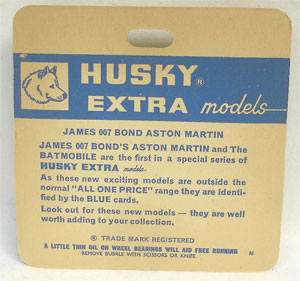 HUSKY®
EXTRA models
JAMES 007 BOND ASTON MARTIN
JAMES 007 BOND'S ASTON MARTIN and The
BATMOBILE are the first in a special series of
HUSKY EXTRA models-
As these new exciting models are outside the
normal "ALL ONE PRICE" range they are identi-
fied by the BLUE cards.
Look out for these new models — they are well
worth adding to your collection.
® TRADE MARK REGISTERED
A LITTLE THIN OIL ON WHEEL BEARINGS WILL AID FREE RUNNING
REMOVE BUBBLE WITH SCISSORS OR KNIFE N